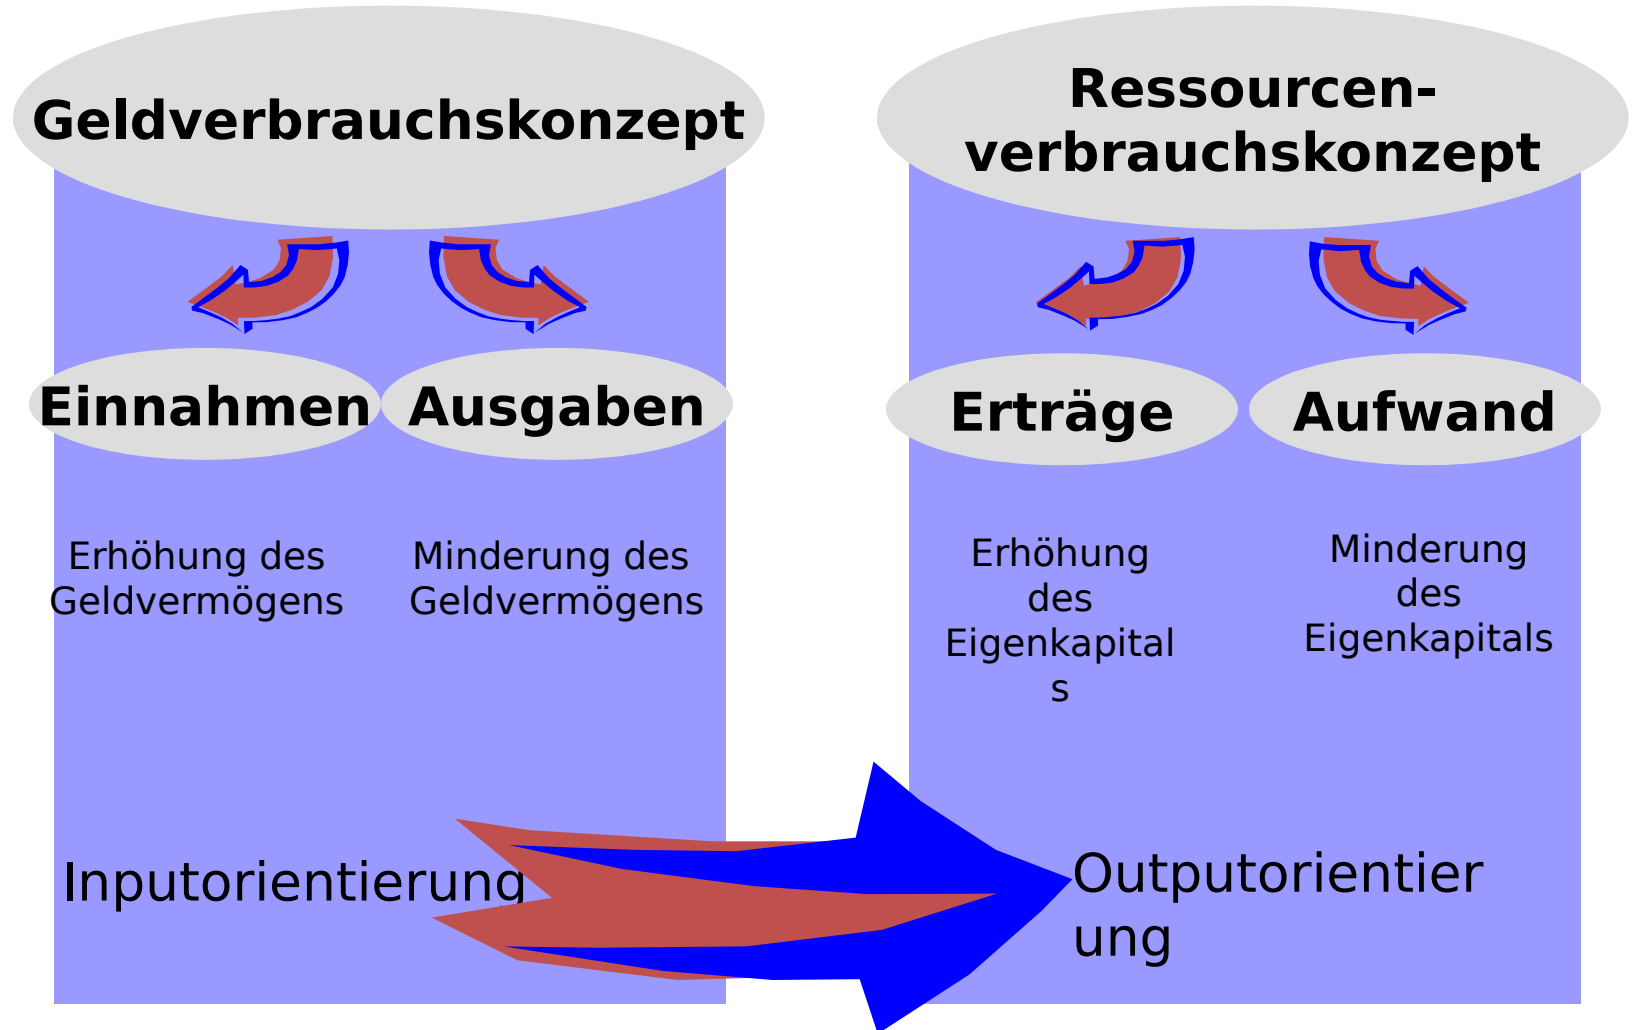 Geldverbrauchskonzept
Einnahmen
Ausgaben
Erhöhung des
Geldvermögens
Minderung des
Geldvermögens
Inputorientierung
Ressourcen-
verbrauchskonzept
Erträge
Aufwand
Erhöhung
des
Eigenkapital
s
Minderung
des
Eigenkapitals
Outputorientier
ung